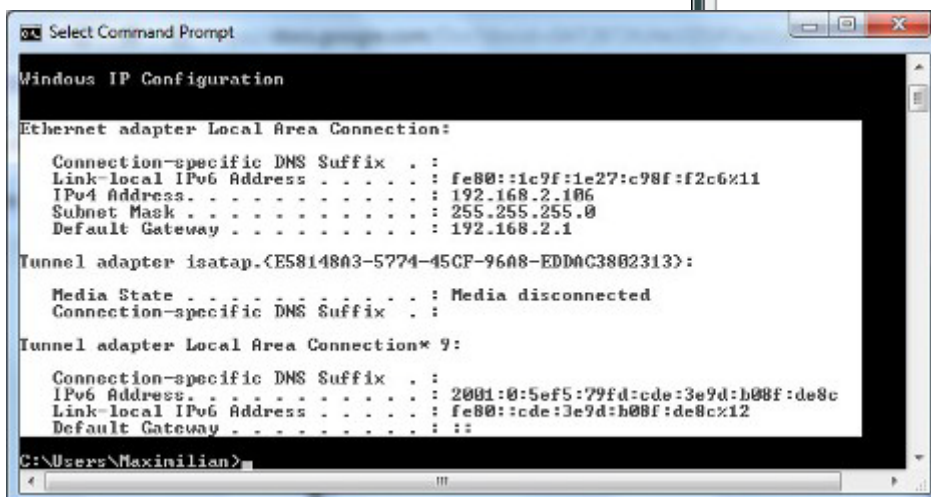 Select Command Prompt
Windows IP Configuration
Ethernet adapter Local Area Connection:
Connection-specific DNS Suffix . :
Link-local IPv6 Address . . . . . : fe80::1c9f:1e27:c98f:f2c6%11
IPv4 Address. . . . . . . . . . . : 192.168.2.106
Subnet Mask . . . . . . . . . . . : 255.255.255.0
Default Gateway . . . . . . . . . : 192.168.2.1
Tunnel adapter isatap.{E58148A3-5774-45CF-96A8-EDDAC3802313}:
Media State . . . . . . . . . . . : Media disconnected
Connection-specific DNS Suffix . :
Tunnel adapter Local Area Connection* 9:
Connection-specific DNS Suffix . :
IPv6 Address. . . . . . . . . . . : 2001:0:5ef5:79fd:cde:3e9d:b08f:de8c
Link-local IPv6 Address . . . . . : fe80::cde:3e9d:b08f:de8c%12
Default Gateway . . . . . . . . . : ::
C:\Users\Maximilian>